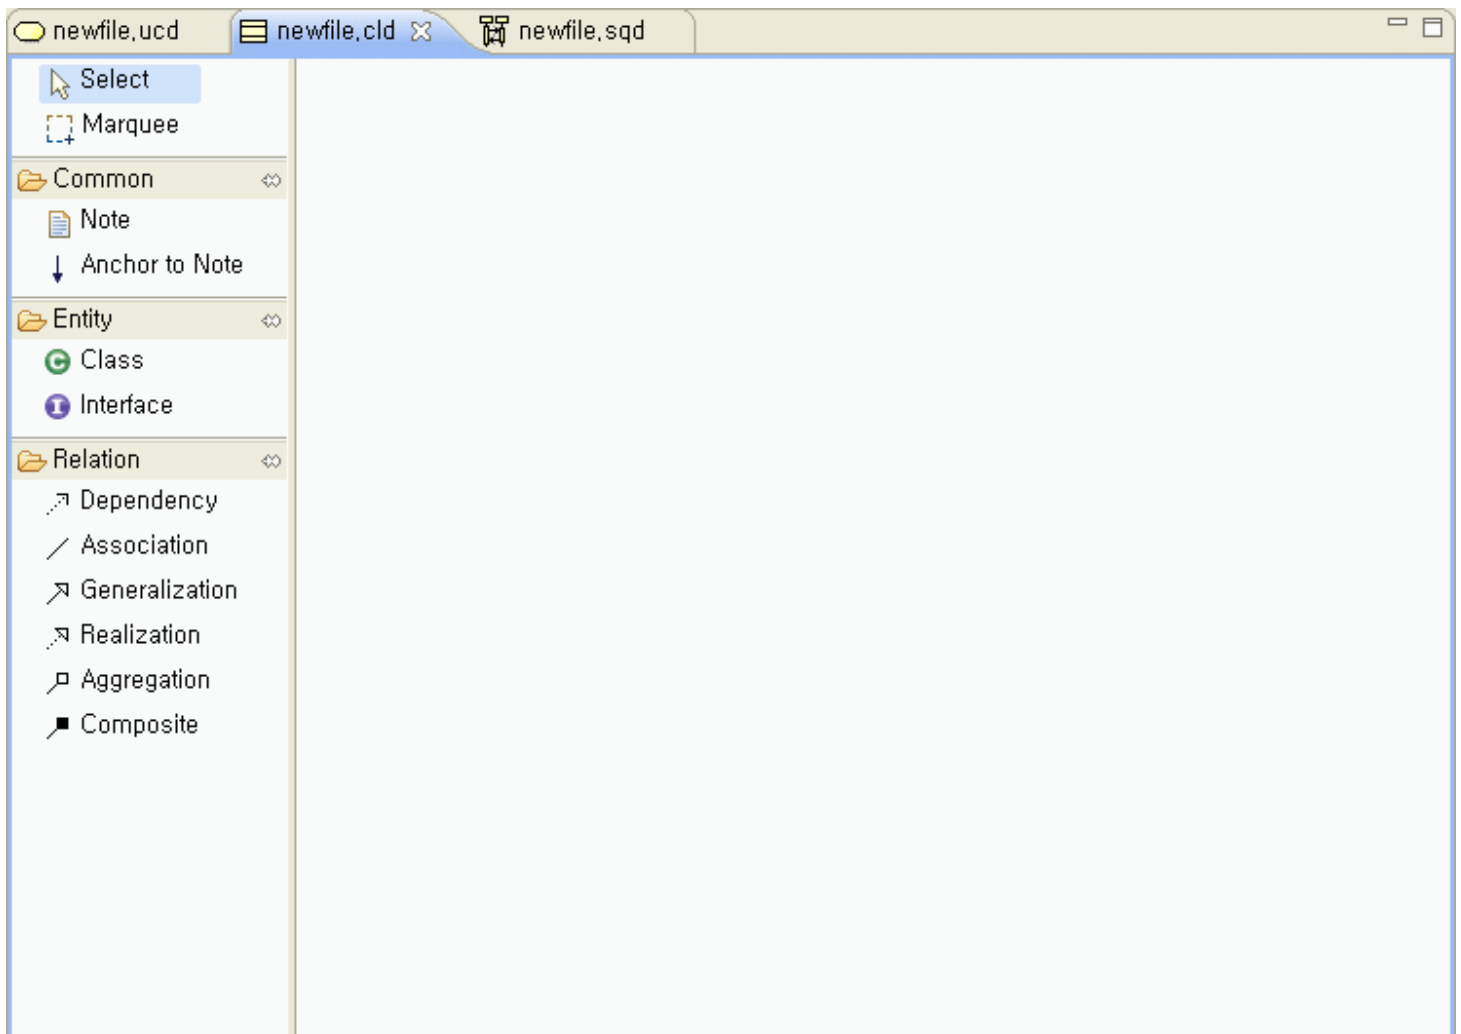 newfile.ucd
newfile.cld
newfile.sqd
Select
Marquee
Common
Note
Anchor to Note
Entity
Class
Interface
Relation
Dependency
Association
Generalization
Realization
Aggregation
Composite